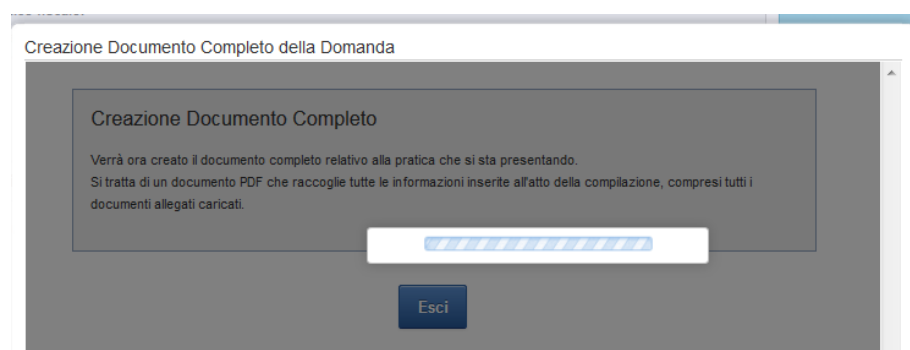 Creazione Documento Completo della Domanda
Creazione Documento Completo
Verrà ora creato il documento completo relativo alla pratica che si sta presentando.
Si tratta di un documento PDF che raccoglie tutte le informazioni inserite all'atto della compilazione, compresi tutti i
documenti allegati caricati.
Esci